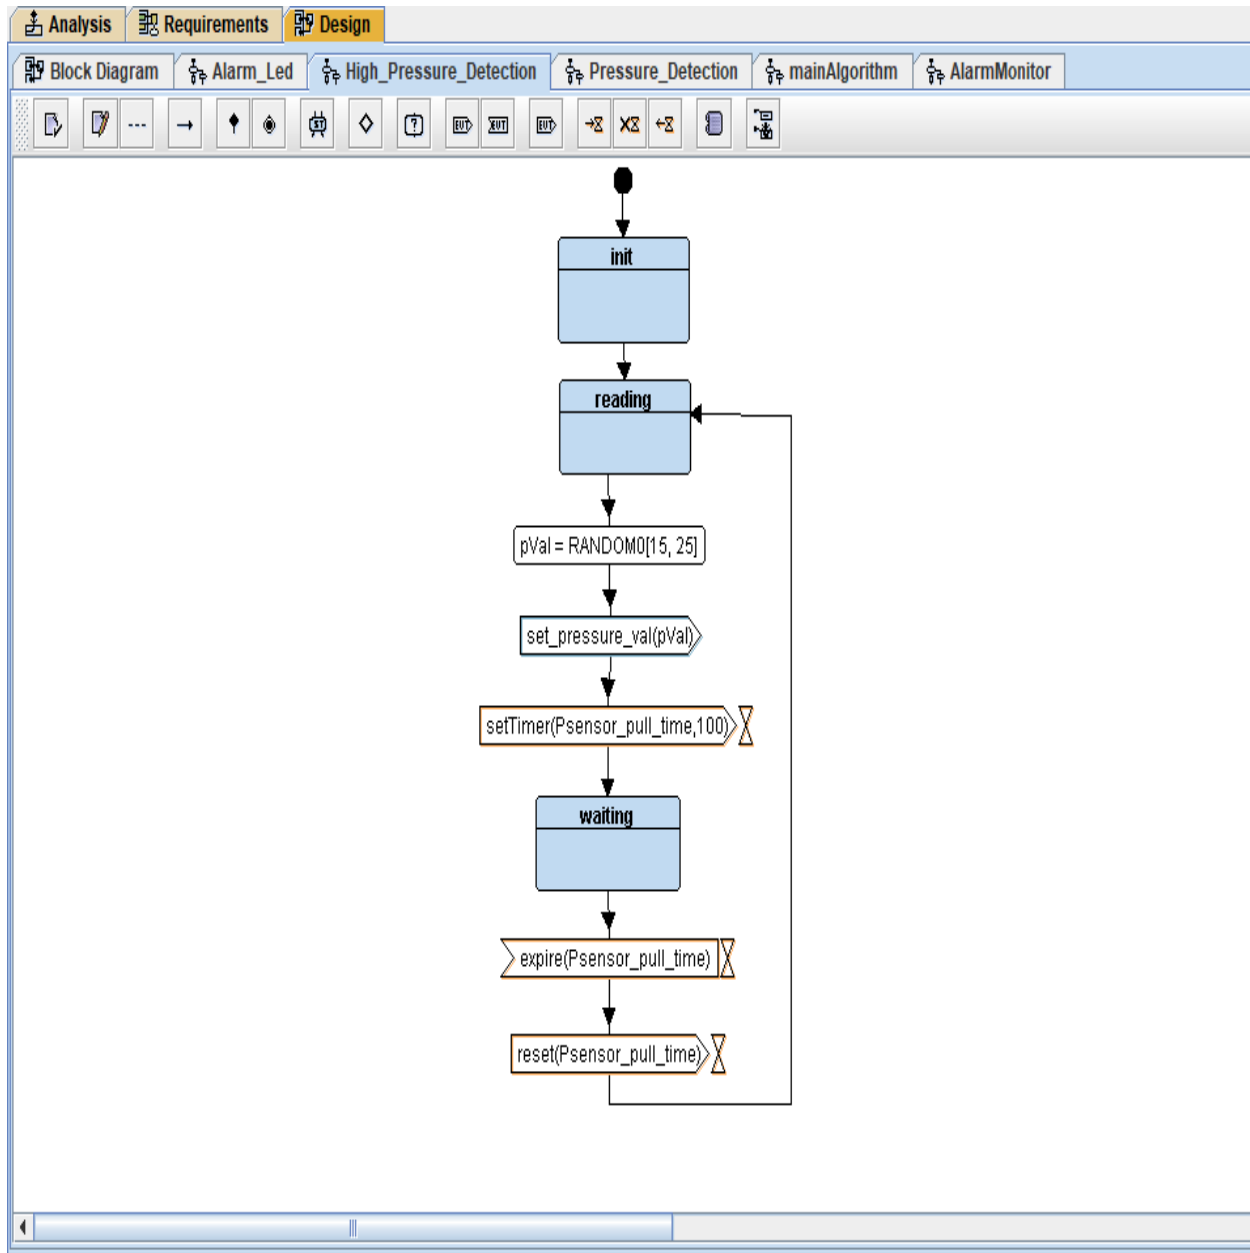 Analysis Requirements Design
Block Diagram Alarm_Led High_Pressure_Detection Pressure_Detection mainAlgorithm AlarmMonitor
init
reading
pVal = RANDOM0[15, 25]
set_pressure_val(pVal)
setTimer(Psensor_pull_time,100)
waiting
expire(Psensor_pull_time)
reset(Psensor_pull_time)